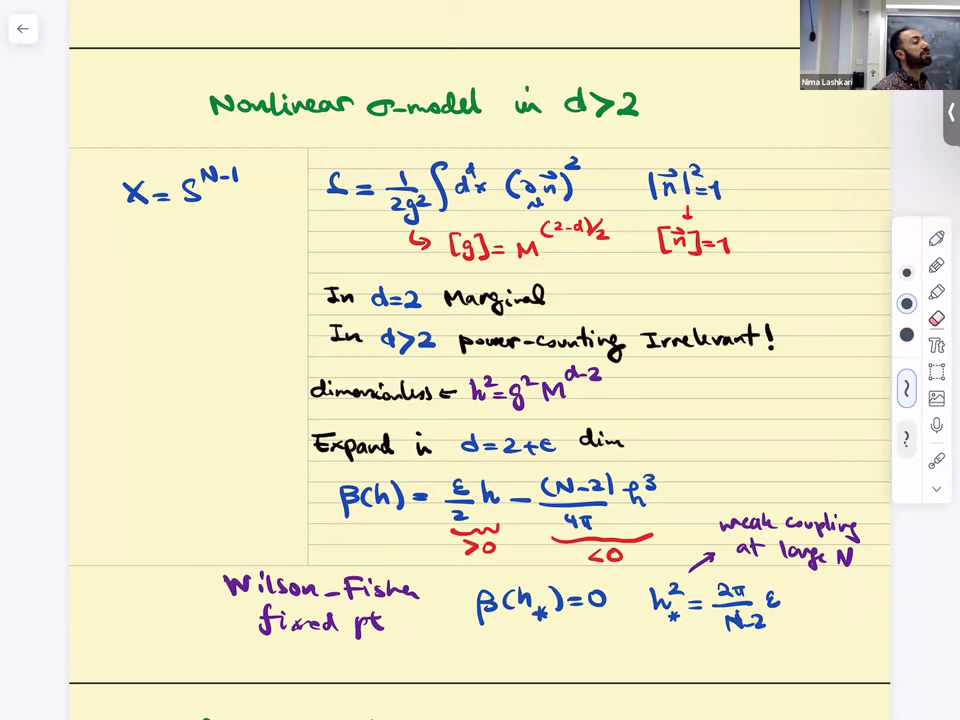 Nima Lashkari
Nonlinear σ-model in d>2
X = S^{N-1}
S = 1/2g² ∫ d^d x (∂_μ n⃗)² |n⃗|² = 1
↳ [g] = M^{(2-d)/2} [n⃗] = 1
In d=2 Marginal
In d>2 power-counting Irrelevant!
dimensionless ← h² = g² M^{d-2}
Expand in d = 2+ε dim
β(h) = ε/2 h - (N-2)/4π h³
>0 <0
weak coupling
at large N
Wilson-Fisher
fixed pt
β(h_*) = 0 h_*² = 2π/N-2 ε
Tt